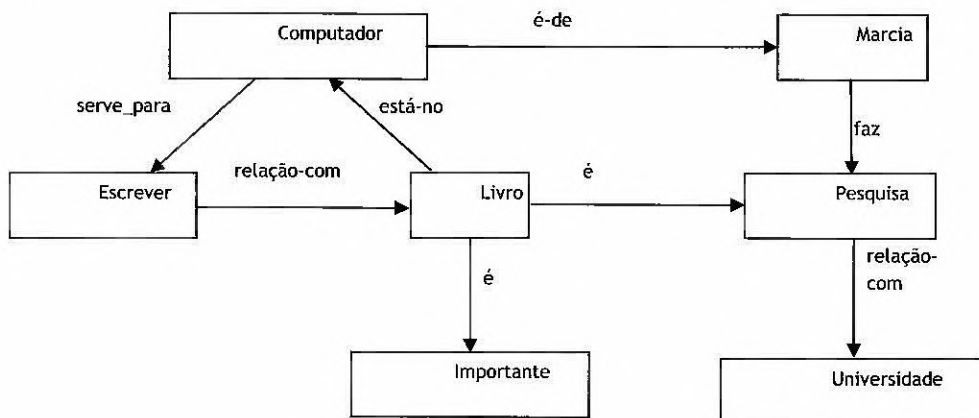 é-de
Computador
Marcia
serve_para
está-no
faz
relação-com
é
Escrever
Livro
Pesquisa
relação-
com
é
Importante
Universidade